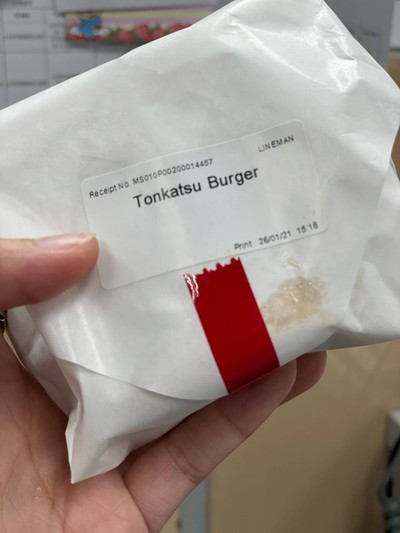 LINEMAN
Receipt No. MS010P00200014457
Tonkatsu Burger
Print : 26/01/21 15:16